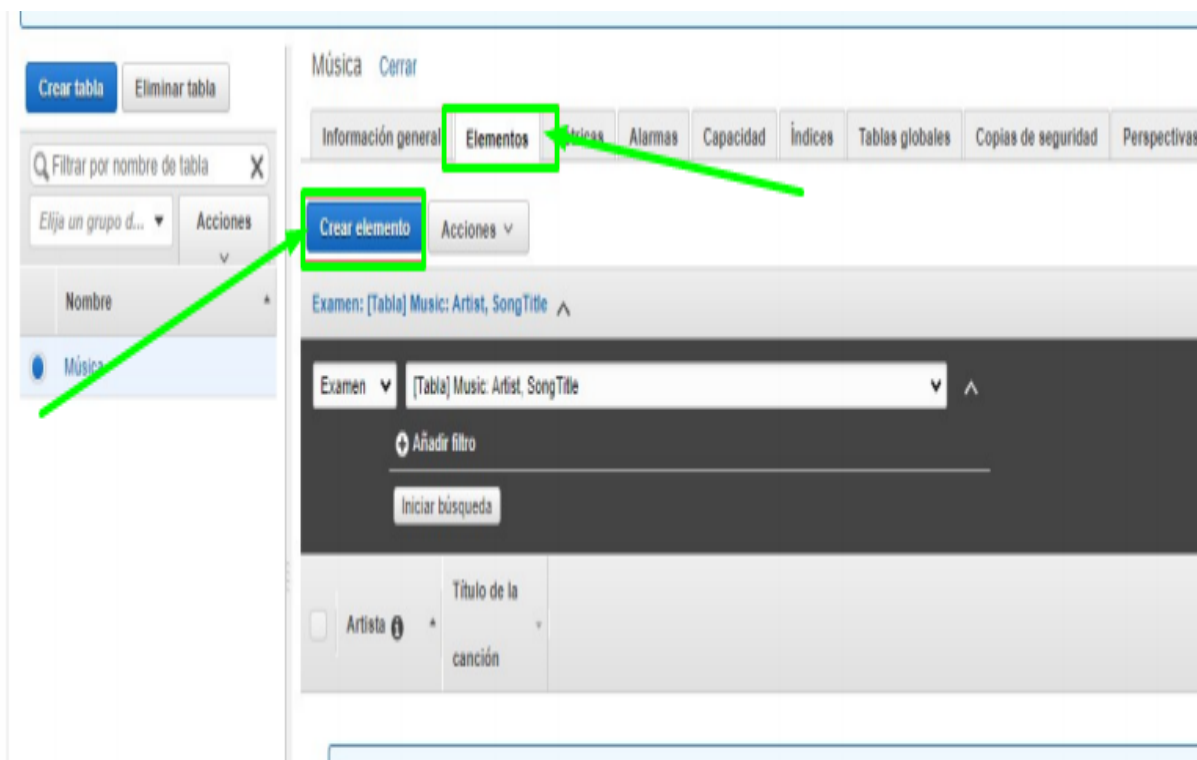 Crear tabla
Eliminar tabla
Filtrar por nombre de tabla
Elija un grupo d...
Acciones
Nombre
Música
Música Cerrar
Información general
Elementos
Alarmas
Capacidad
Índices
Tablas globales
Copias de seguridad
Perspectivas
Crear elemento
Acciones
Examen: [Tabla] Music: Artist, SongTitle
Examen
[Tabla] Music: Artist, SongTitle
Añadir filtro
Iniciar búsqueda
Artista
Título de la
canción